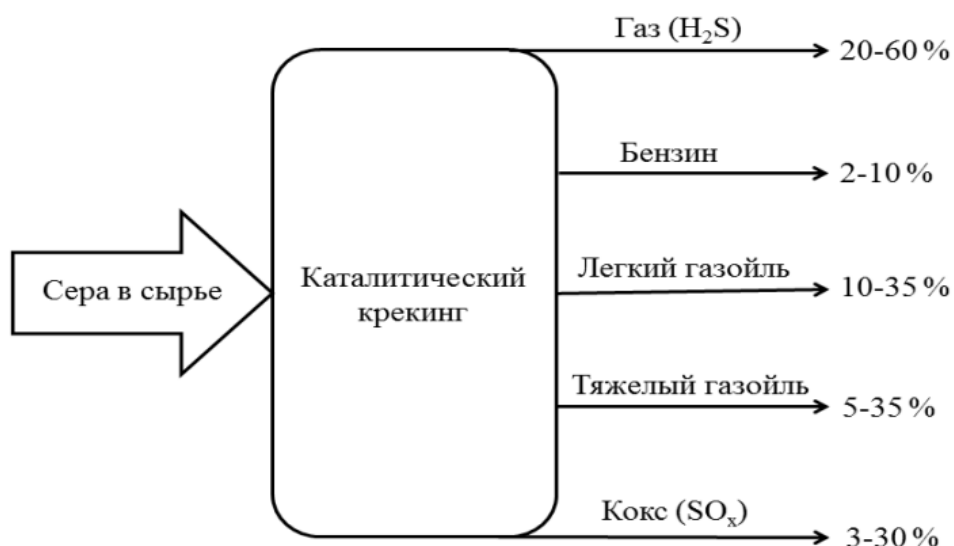 Газ (H₂S)
20-60 %
Бензин
2-10 %
Сера в сырье
Каталитический
крекинг
Легкий газойль
10-35 %
Тяжелый газойль
5-35 %
Кокс (SOₓ)
3-30 %